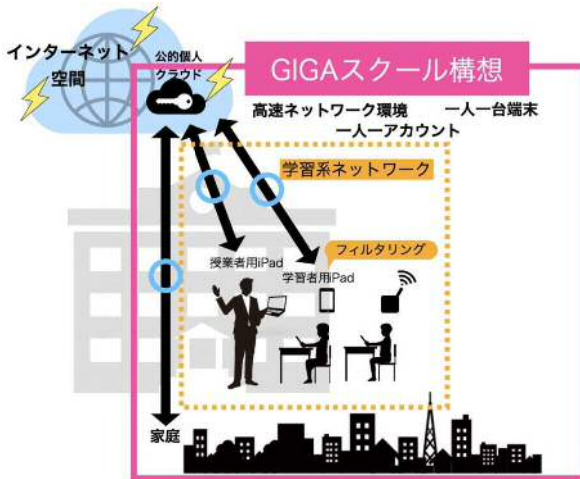 インターネット
空間
公的個人
クラウド
GIGAスクール構想
高速ネットワーク環境
一人一台端末
一人一アカウント
学習系ネットワーク
フィルタリング
授業者用iPad
学習者用iPad
家庭